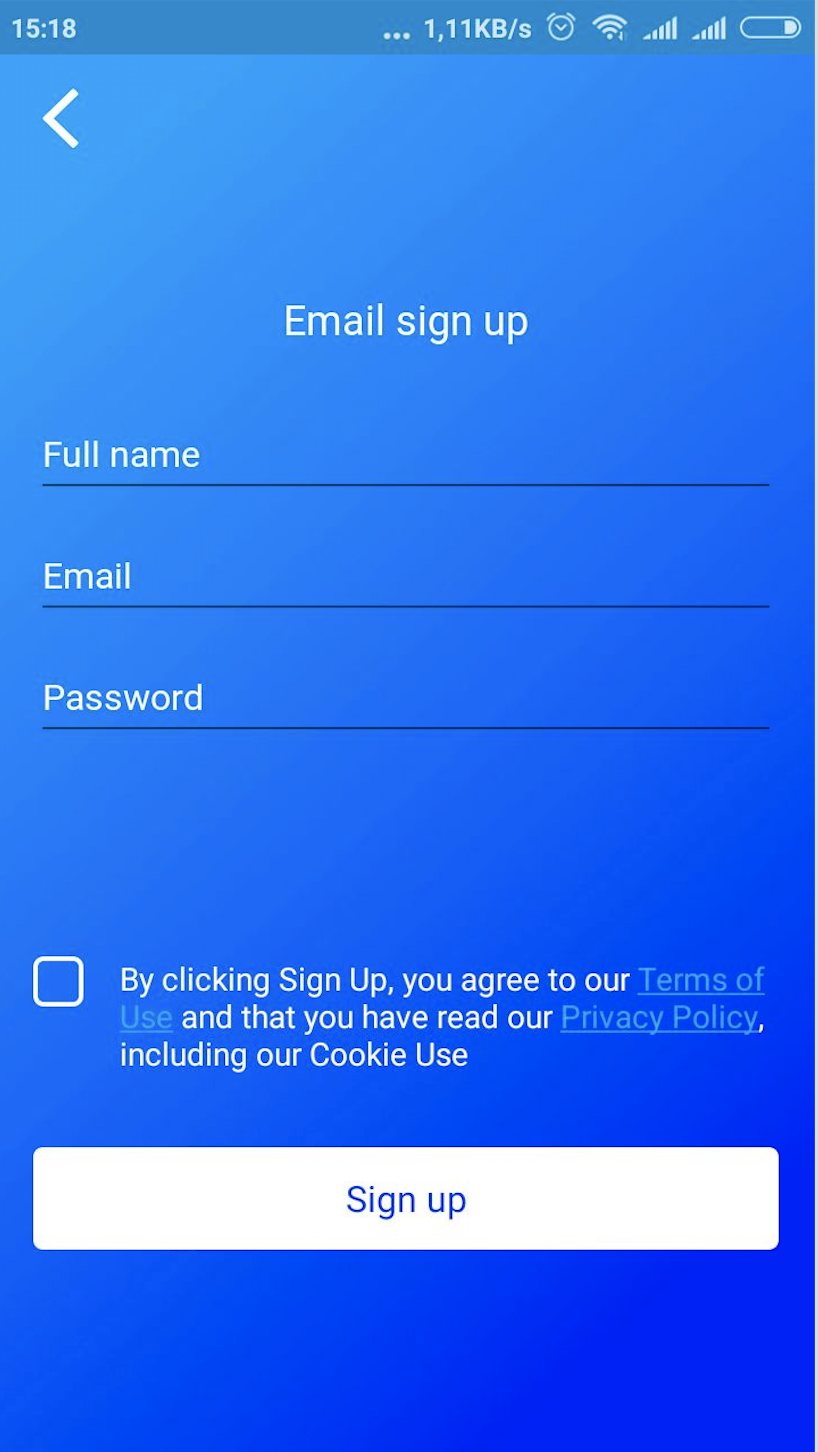 15:18 ... 1,11KB/s
Email sign up
Full name
Email
Password
By clicking Sign Up, you agree to our Terms of
Use and that you have read our Privacy Policy,
including our Cookie Use
Sign up